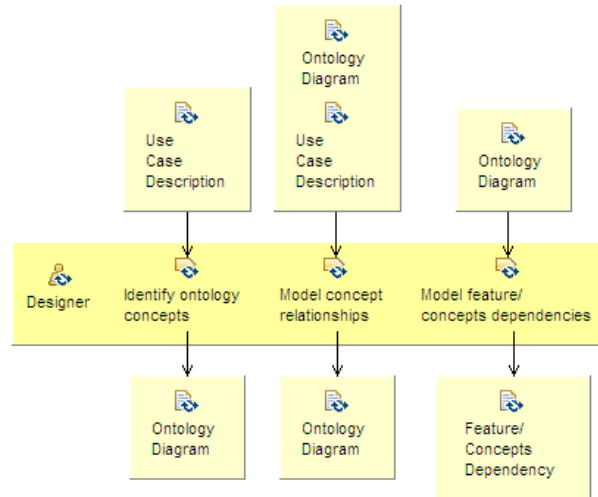 Ontology
Diagram
Use
Case
Description
Use
Case
Description
Ontology
Diagram
Designer
Identify ontology
concepts
Model concept
relationships
Model feature/
concepts dependencies
Ontology
Diagram
Ontology
Diagram
Feature/
Concepts
Dependency